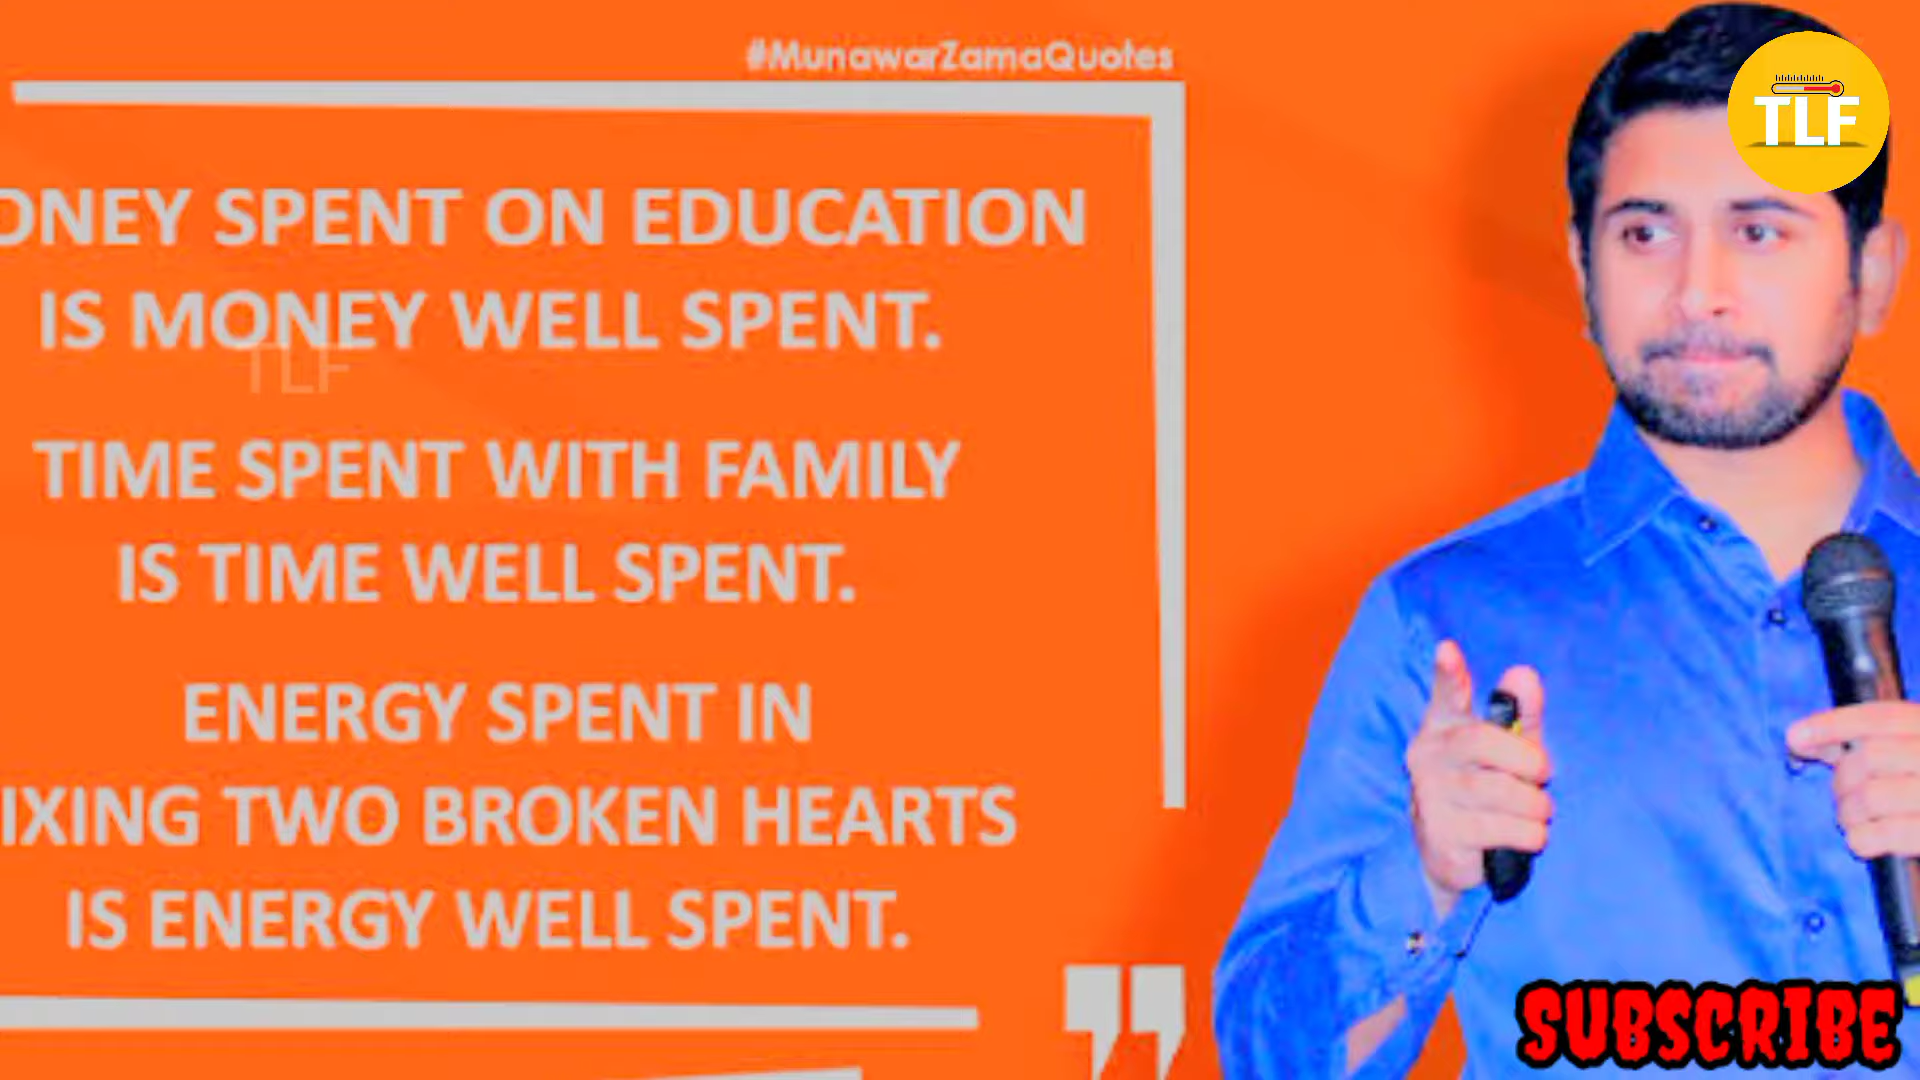 #MunawarZamaQuotes
TLF
ONEY SPENT ON EDUCATION
IS MONEY WELL SPENT.
TLF
TIME SPENT WITH FAMILY
IS TIME WELL SPENT.
ENERGY SPENT IN
IXING TWO BROKEN HEARTS
IS ENERGY WELL SPENT.
”
SUBSCRIBE